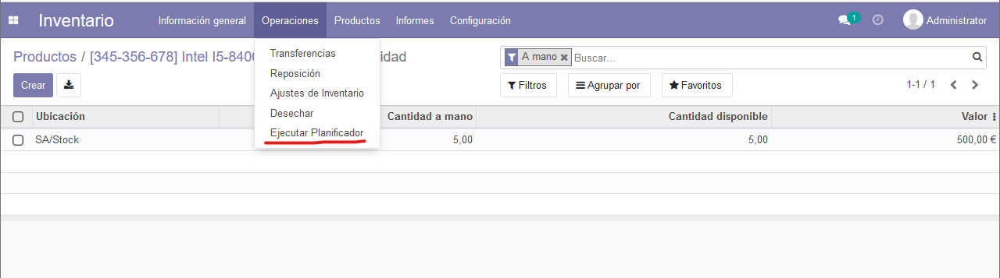 Inventario Información general Operaciones Productos Informes Configuración 1 Administrator
Productos / [345-356-678] Intel I5-840 idad
A mano Buscar...
Crear
Filtros Agrupar por Favoritos 1-1 / 1
Transferencias
Reposición
Ajustes de Inventario
Desechar
Ejecutar Planificador
Ubicación Cantidad a mano Cantidad disponible Valor
SA/Stock 5,00 5,00 500,00 €